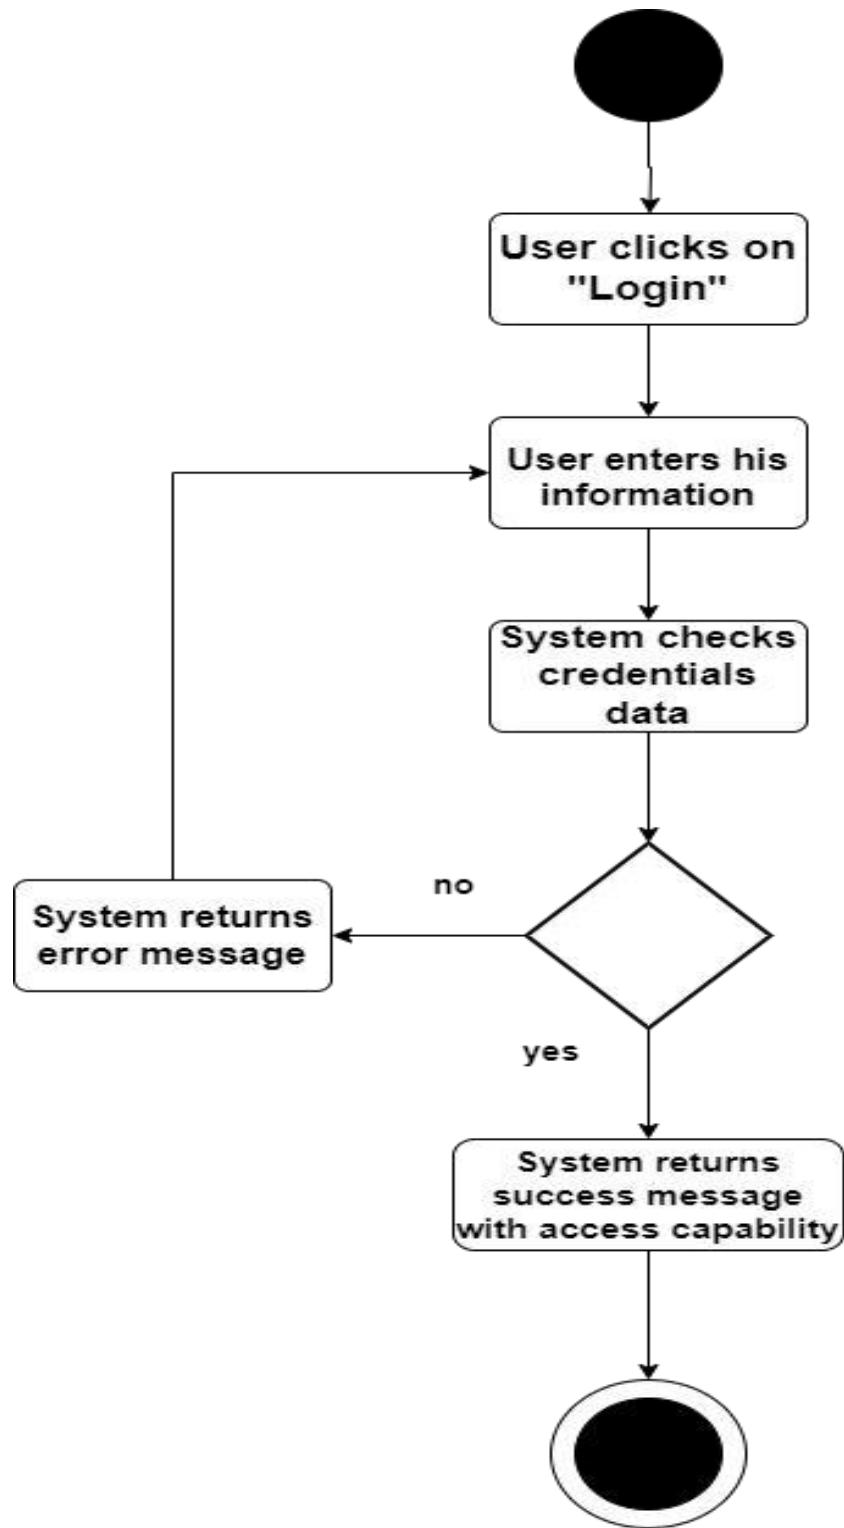 User clicks on
"Login"
User enters his
information
System checks
credentials
data
no
System returns
error message
yes
System returns
success message
with access capability